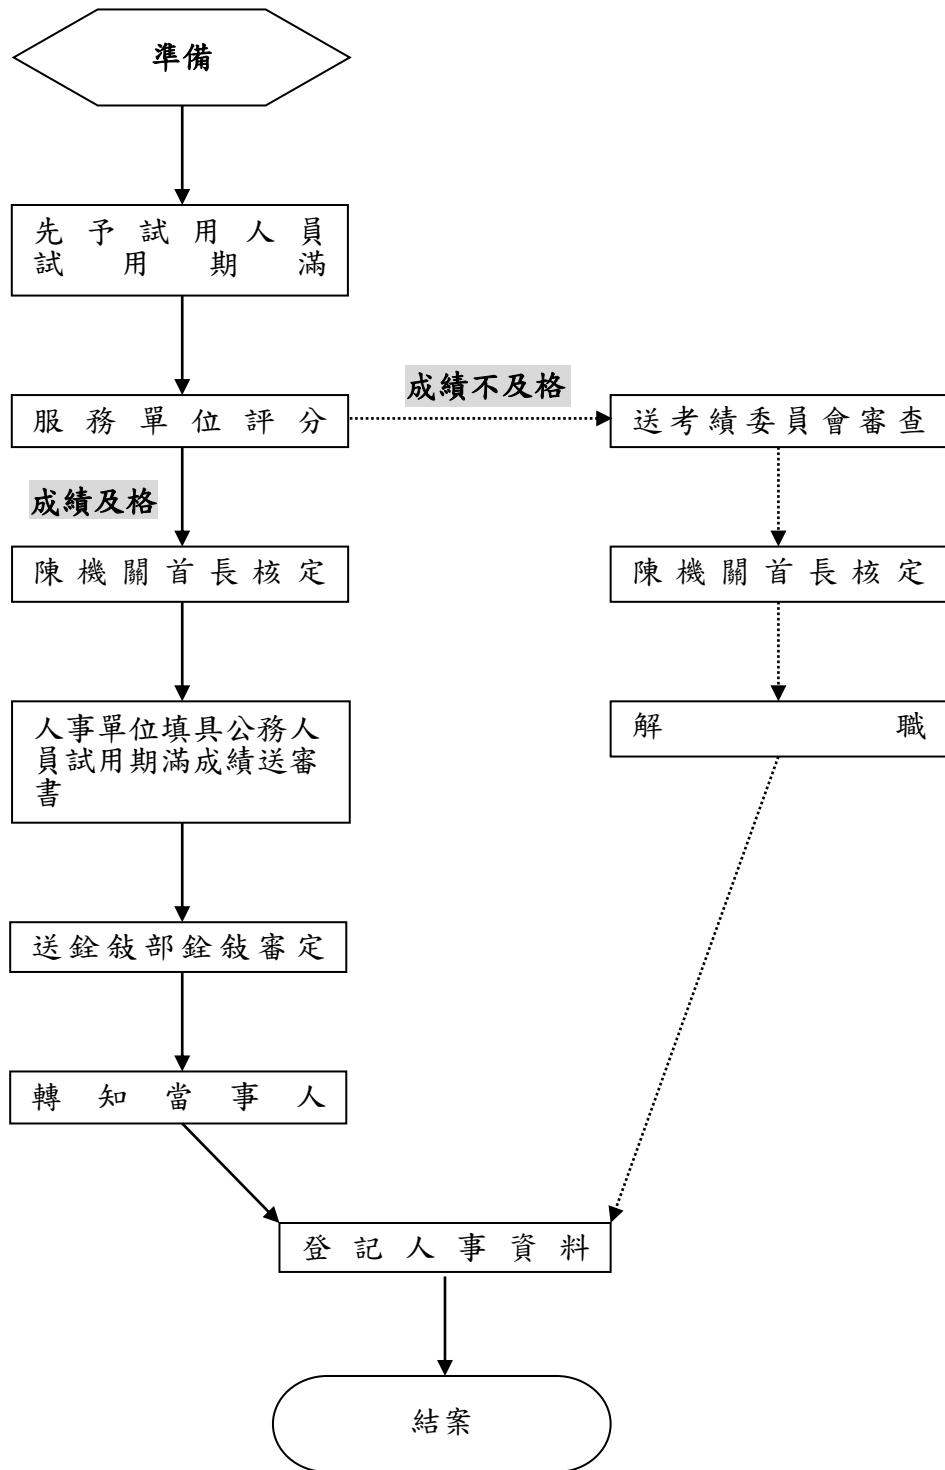 準備
先予試用人員
試用期滿
服務單位評分
成績不及格
送考績委員會審查
成績及格
陳機關首長核定
陳機關首長核定
人事單位填具公務人
員試用期滿成績送審
書
解職
送銓敍部銓敍審定
轉知當事人
登記人事資料
結案